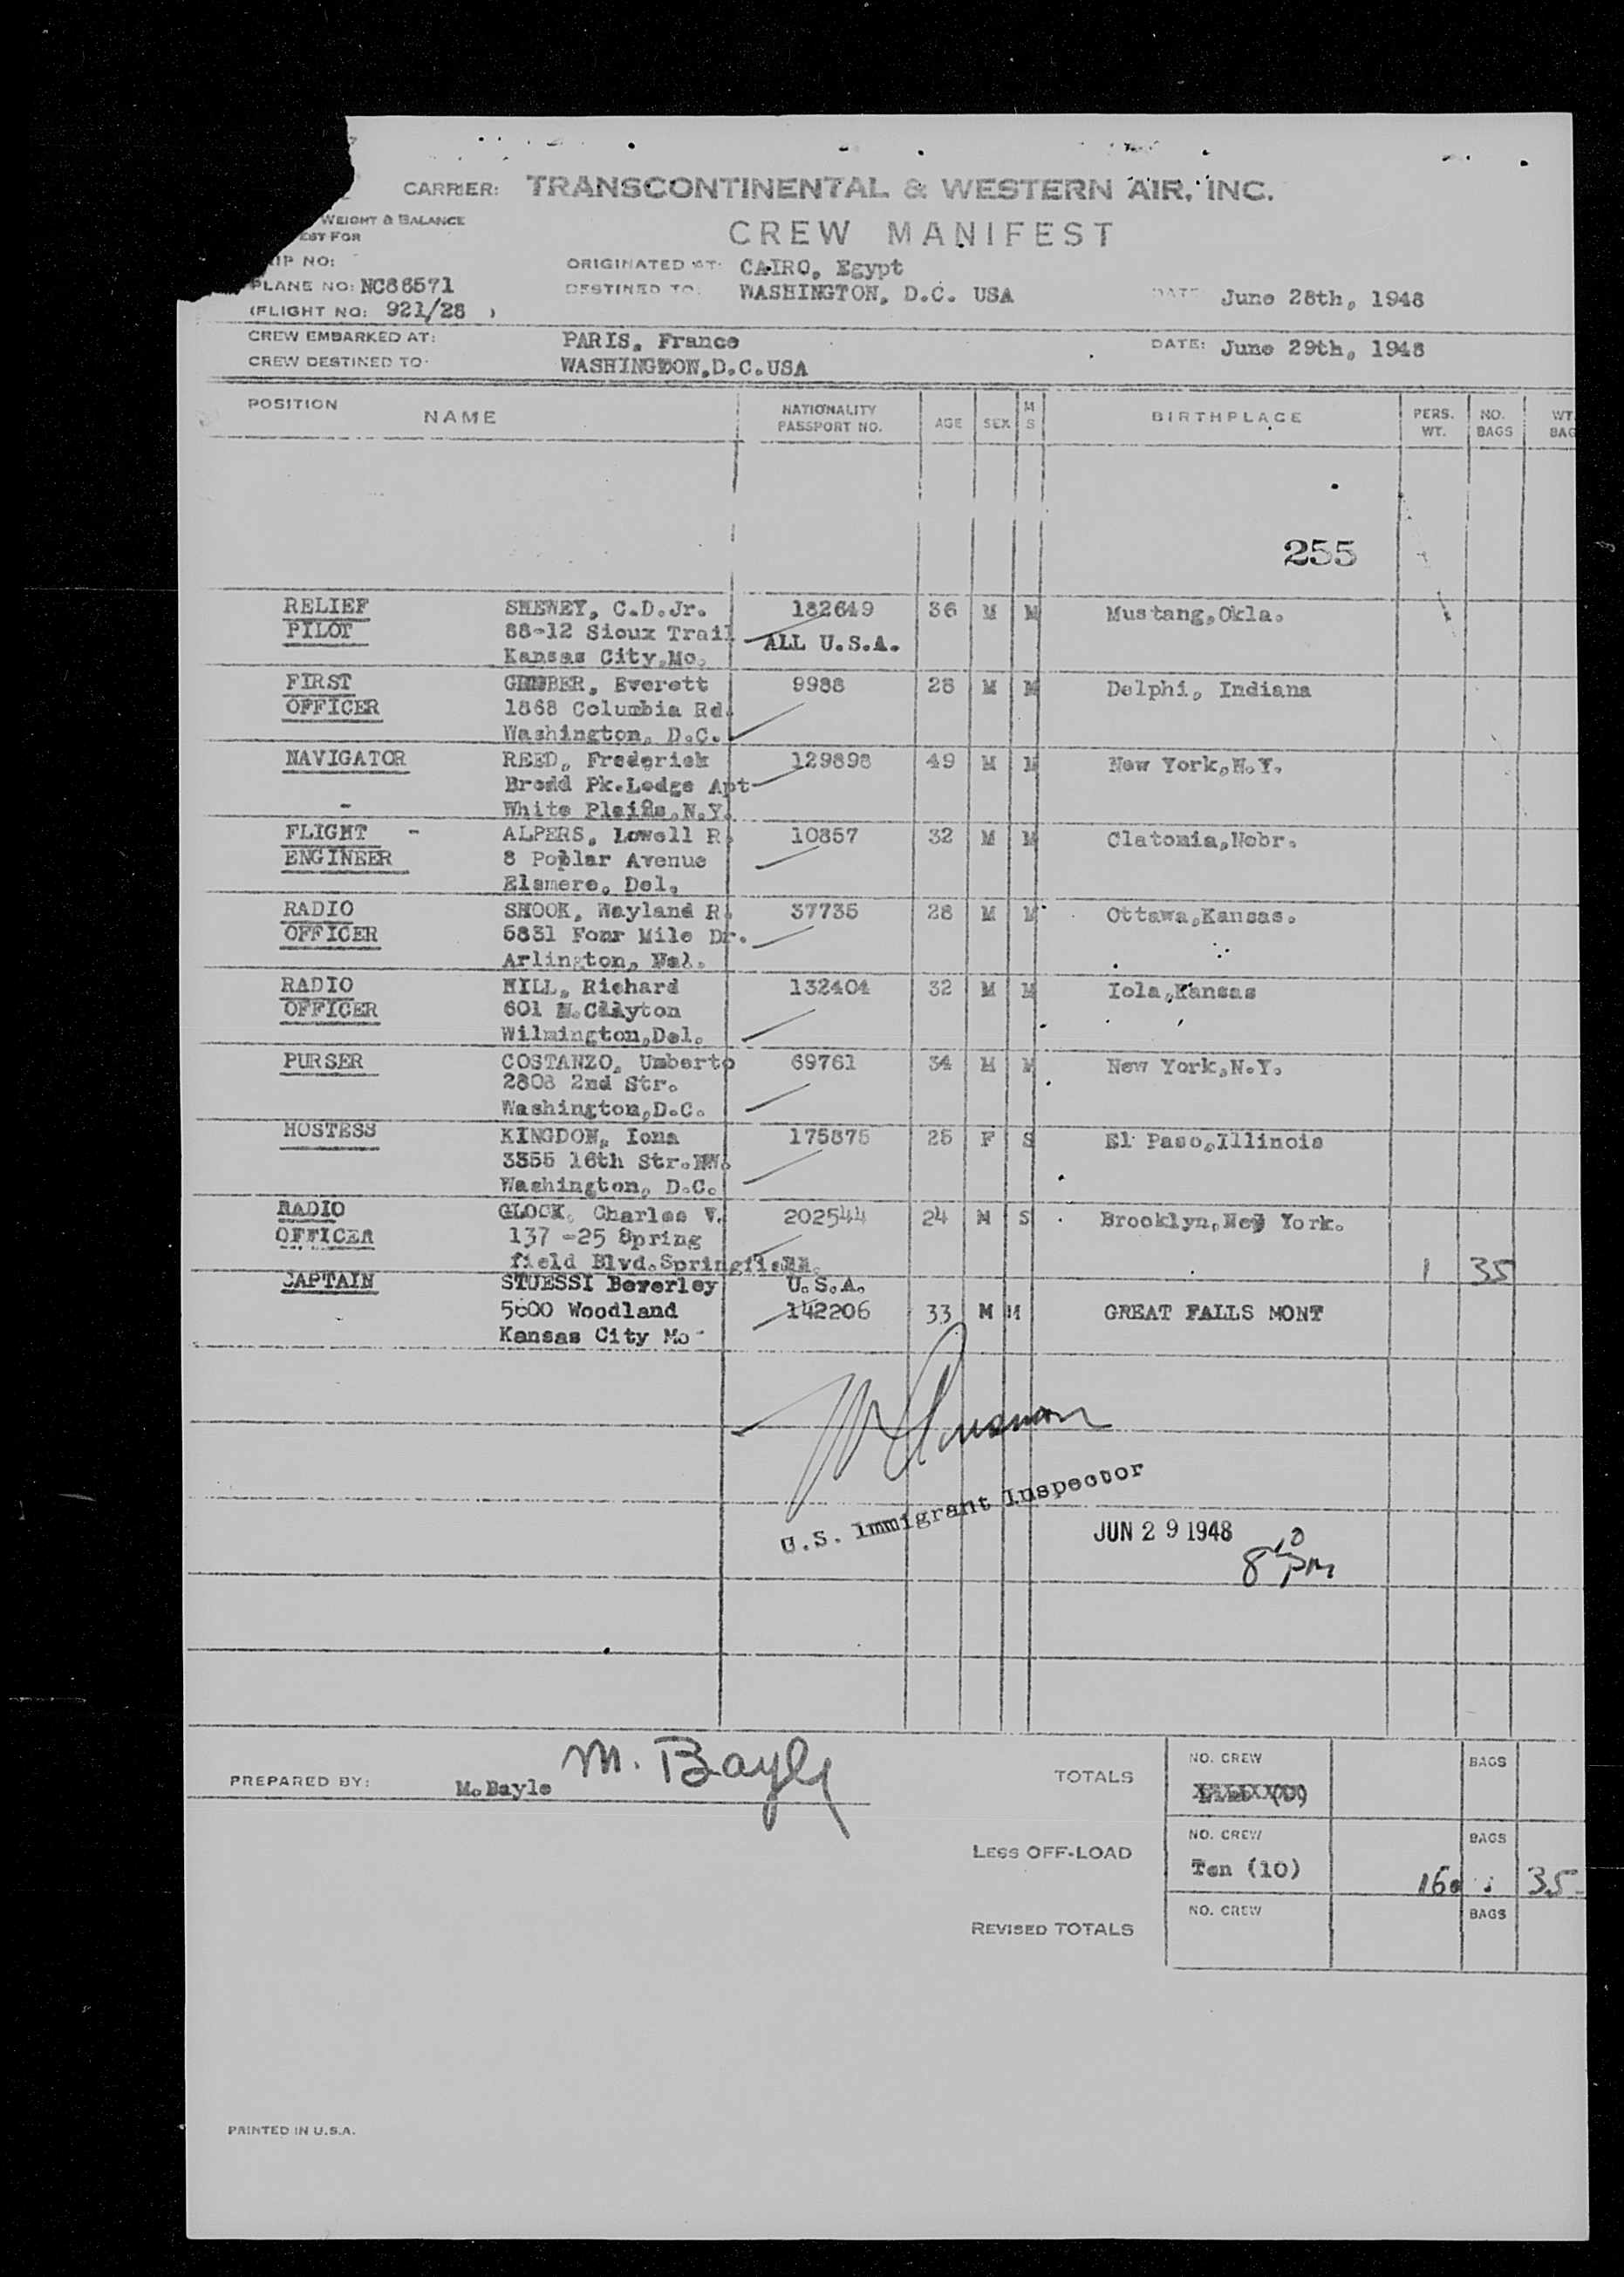 CARRIER: TRANSCONTINENTAL & WESTERN AIR, INC.
WEIGHT & BALANCE
FOR
CREW MANIFEST
NO:
ORIGINATED AT: CAIRO, Egypt
PLANE NO: NC86571
DESTINED TO: WASHINGTON, D.C. USA
DATE June 28th, 1948
(FLIGHT NO: 921/28 )
CREW EMBARKED AT: PARIS, France
DATE: June 29th, 1948
CREW DESTINED TO: WASHINGTON,D.C.USA
POSITION NAME NATIONALITY PASSPORT NO. AGE SEX M S BIRTHPLACE PERS. WT. NO. BAGS WT. BAG
255
RELIEF SHEWEY, C.D.Jr. 182649 36 M M Mustang,Okla.
PILOT 88-12 Sioux Trail ALL U.S.A.
Kansas City,Mo.
FIRST Everett 9988 28 M M Delphi, Indiana
OFFICER 1868 Columbia Rd.
Washington, D.C.
NAVIGATOR REED, Frederick 129898 49 M M New York,N.Y.
Pk.Lodge Apt
White Plains,N.Y.
FLIGHT - ALPERS, Lowell R. 10857 32 M M Clatonia,Nebr.
ENGINEER 8 Poplar Avenue
Elsmere, Del.
RADIO SHOOK, Wayland R. 37735 28 M M Ottawa,Kansas.
OFFICER 5831 Four Mile Dr.
Arlington,
RADIO HILL, Richard 132404 32 M M Iola,Kansas
OFFICER 601 N.Clayton
Wilmington,Del.
PURSER COSTANZO, Umberto 69761 34 M M New York,N.Y.
2808 2nd Str.
Washington,D.C.
HOSTESS KINGDON, Iona 175875 25 F S El Paso,Illinois
3355 16th Str.NW.
Washington, D.C.
RADIO GLOCK, Charles V. 202544 24 M S Brooklyn,New York.
OFFICER 137 -25 Spring
field Blvd.Springfield
1 35
CAPTAIN STUESSI Beverley U.S.A.
5600 Woodland 142206 33 M M GREAT FALLS MONT
Kansas City Mo-
U.S. Immigrant Inspector
JUN 29 1948
8 10 PM
PREPARED BY: M.Bayle M. Bayle
TOTALS NO. CREW BAGS
LESS OFF-LOAD NO. CREW BAGS
Ten (10) 35
REVISED TOTALS NO. CREW BAGS
PRINTED IN U.S.A.